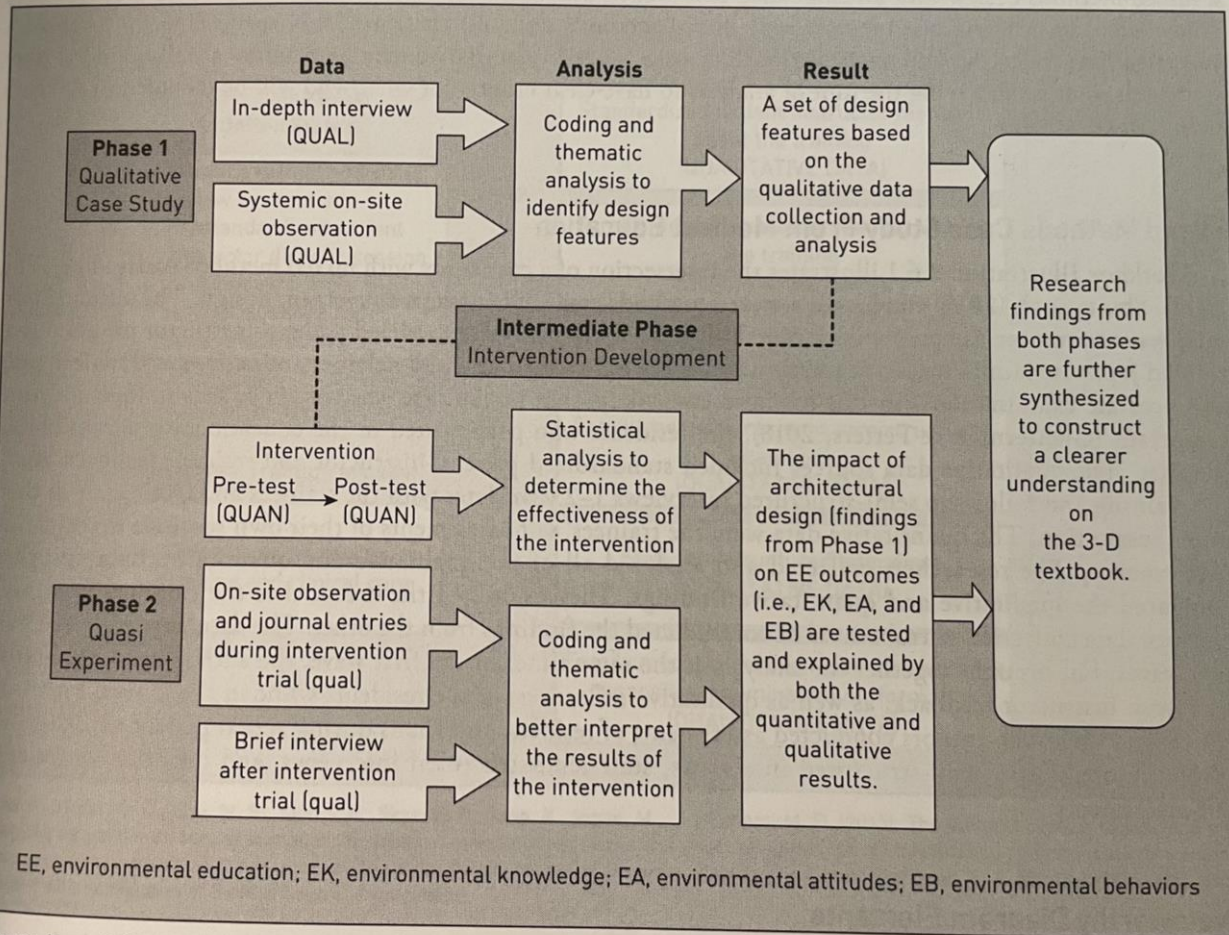 Data
Analysis
Result
Phase 1
Qualitative
Case Study
In-depth interview
(QUAL)
Systemic on-site
observation
(QUAL)
Coding and
thematic
analysis to
identify design
features
A set of design
features based
on the
qualitative data
collection and
analysis
Intermediate Phase
Intervention Development
Phase 2
Quasi
Experiment
Intervention
Pre-test Post-test
(QUAN) (QUAN)
On-site observation
and journal entries
during intervention
trial (qual)
Brief interview
after intervention
trial (qual)
Statistical
analysis to
determine the
effectiveness of
the intervention
Coding and
thematic
analysis to
better interpret
the results of
the intervention
The impact of
architectural
design (findings
from Phase 1)
on EE outcomes
(i.e., EK, EA, and
EB) are tested
and explained by
both the
quantitative and
qualitative
results.
Research
findings from
both phases
are further
synthesized
to construct
a clearer
understanding
on
the 3-D
textbook.
EE, environmental education; EK, environmental knowledge; EA, environmental attitudes; EB, environmental behaviors